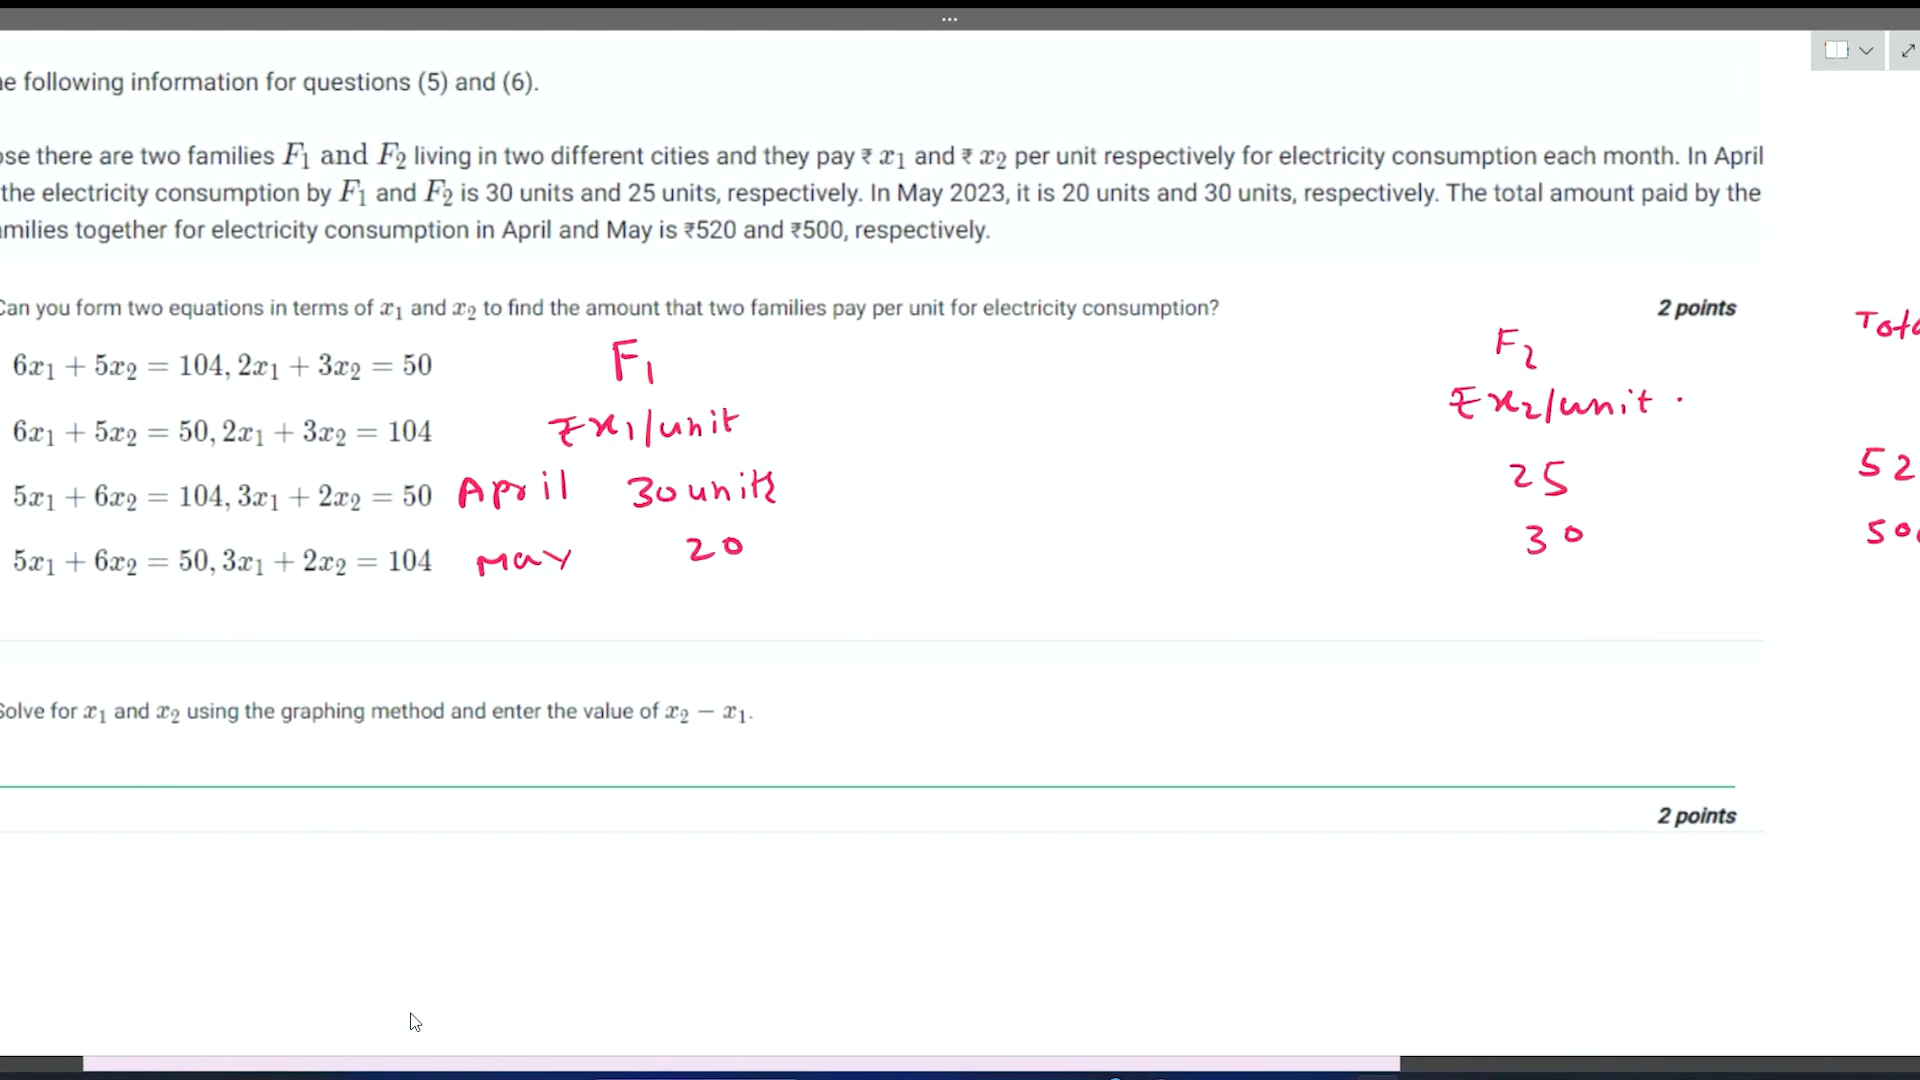 ...
e following information for questions (5) and (6).
ose there are two families F₁ and F₂ living in two different cities and they pay ₹ x₁ and ₹ x₂ per unit respectively for electricity consumption each month. In April
the electricity consumption by F₁ and F₂ is 30 units and 25 units, respectively. In May 2023, it is 20 units and 30 units, respectively. The total amount paid by the
milies together for electricity consumption in April and May is ₹520 and ₹500, respectively.
Can you form two equations in terms of x₁ and x₂ to find the amount that two families pay per unit for electricity consumption? 2 points
6x₁ + 5x₂ = 104, 2x₁ + 3x₂ = 50
6x₁ + 5x₂ = 50, 2x₁ + 3x₂ = 104
5x₁ + 6x₂ = 104, 3x₁ + 2x₂ = 50
5x₁ + 6x₂ = 50, 3x₁ + 2x₂ = 104
F₁ F₂ Tota
₹x₁/unit ₹x₂/unit .
April 30 units 25 52
May 20 30 500
Solve for x₁ and x₂ using the graphing method and enter the value of x₂ − x₁.
2 points